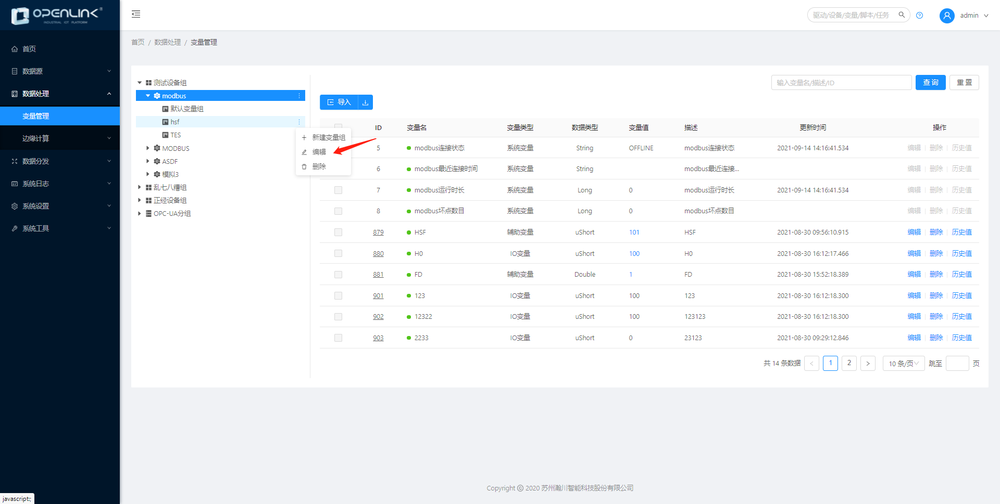 OPENLINK®
INDUSTRIAL IOT PLATFORM
驱动/设备/变量/脚本/任务
admin
首页
数据源
数据处理
变量管理
边缘计算
数据分发
系统日志
系统设置
系统工具
首页 / 数据处理 / 变量管理
测试设备组
modbus
默认变量组
hsf
TES
MODBUS
ASDF
模拟3
乱七八糟组
正经设备组
OPC-UA分组
新建变量组
编辑
删除
输入变量名/描述/ID
查 询
重 置
导入
ID 变量名 变量类型 数据类型 变量值 描述 更新时间 操作
5 modbus连接状态 系统变量 String OFFLINE modbus连接状态 2021-09-14 14:16:41.534 编辑 删除 历史值
6 modbus最近连接时间 系统变量 String modbus最近连接... 编辑 删除 历史值
7 modbus运行时长 系统变量 Long 0 modbus运行时长 2021-09-14 14:16:41.534 编辑 删除 历史值
8 modbus坏点数目 系统变量 Long 0 modbus坏点数目 编辑 删除 历史值
879 HSF 辅助变量 uShort 101 HSF 2021-08-30 09:56:10.915 编辑 删除 历史值
880 H0 IO变量 uShort 100 H0 2021-08-30 16:12:17.466 编辑 删除 历史值
881 FD 辅助变量 Double 1 FD 2021-08-30 15:52:18.389 编辑 删除 历史值
901 123 IO变量 uShort 100 123 2021-08-30 16:12:18.300 编辑 删除 历史值
902 12322 IO变量 uShort 100 123123 2021-08-30 16:12:18.300 编辑 删除 历史值
903 2233 IO变量 uShort 0 23123 2021-08-30 09:29:12.846 编辑 删除 历史值
共 14 条数据 < 1 2 > 10 条/页 跳至 页
Copyright © 2020 苏州瀚川智能科技股份有限公司
javascript:;